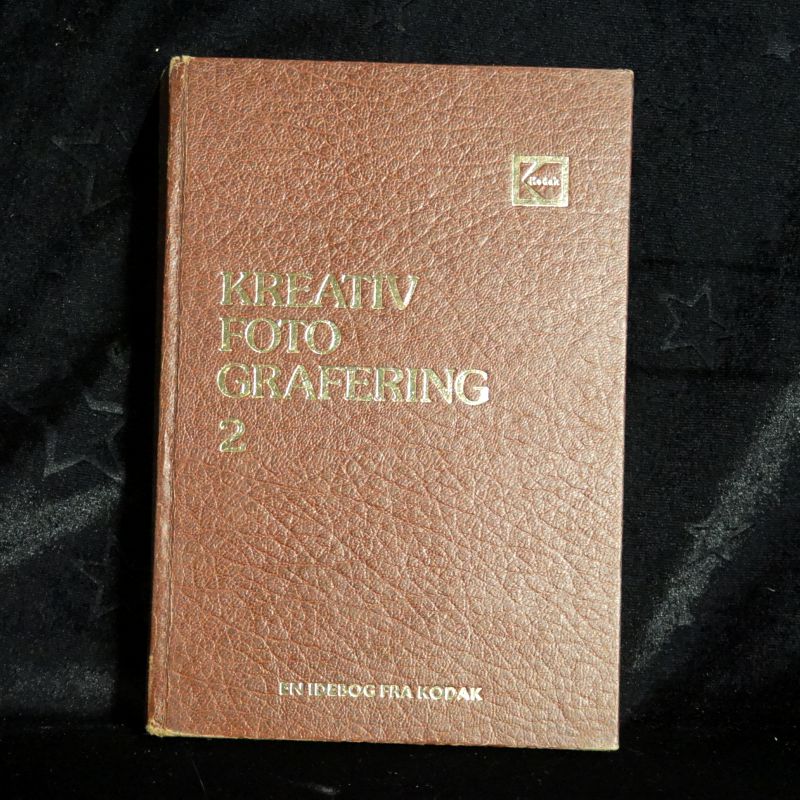 Kodak
KREATIV
FOTO
GRAFERING
2
EN IDEBOG FRA KODAK